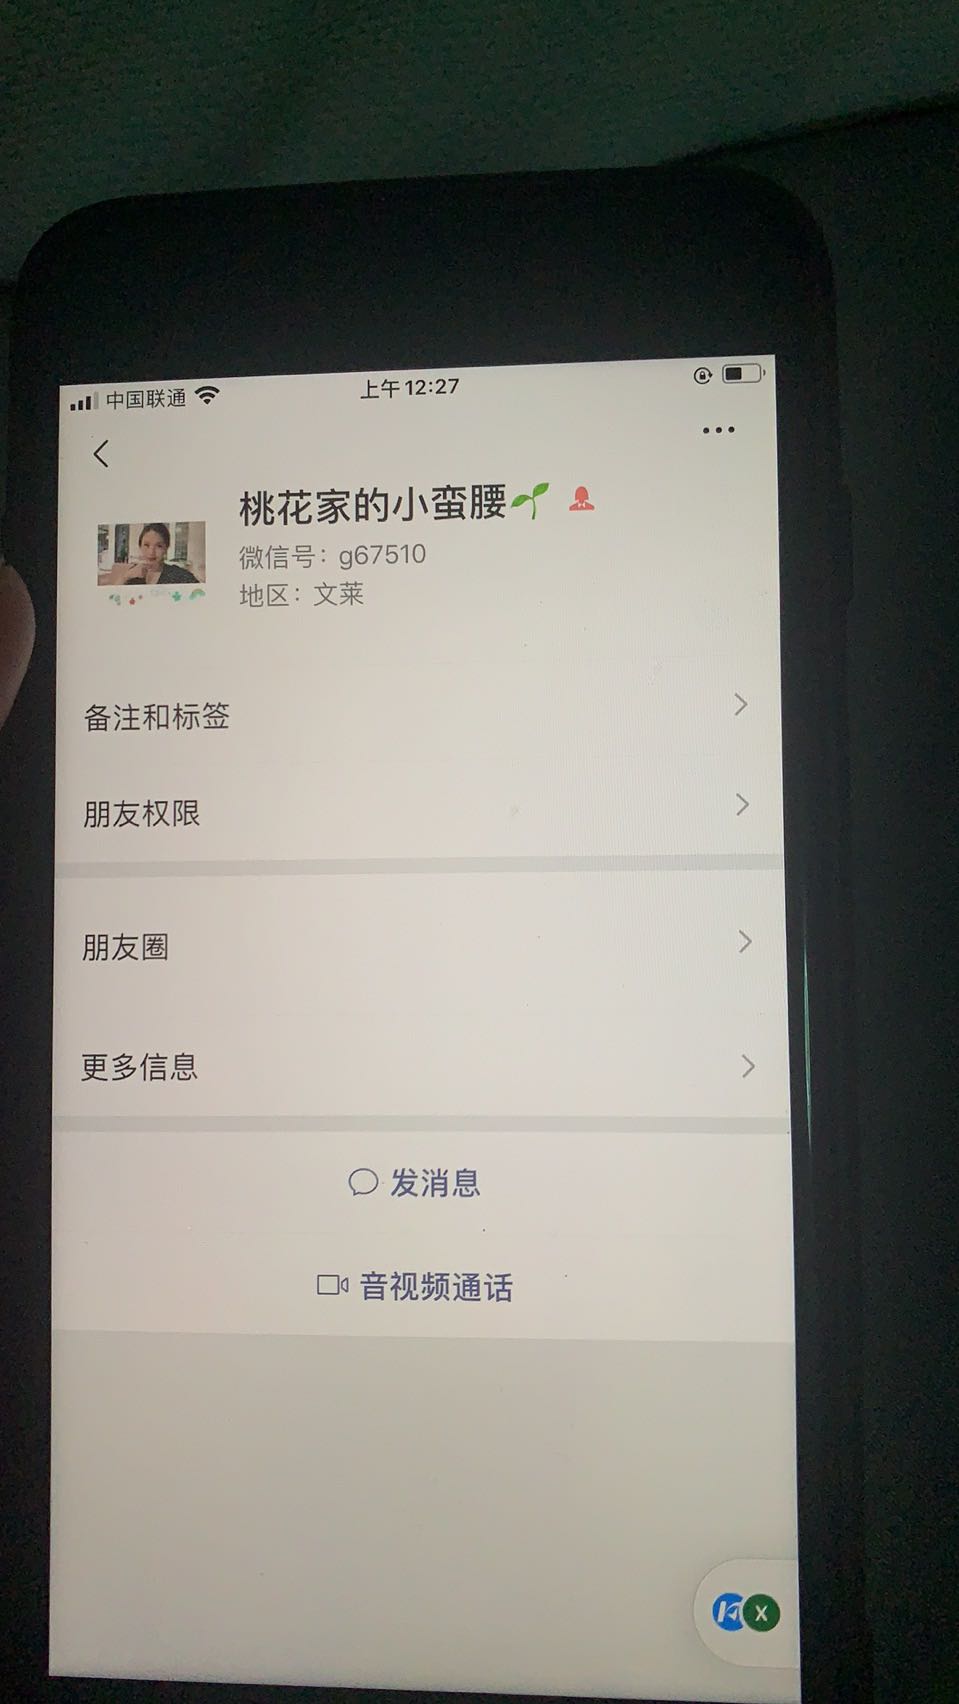 中国联通
上午12:27
桃花家的小蛮腰
微信号：g67510
地区：文莱
备注和标签
朋友权限
朋友圈
更多信息
发消息
音视频通话
X